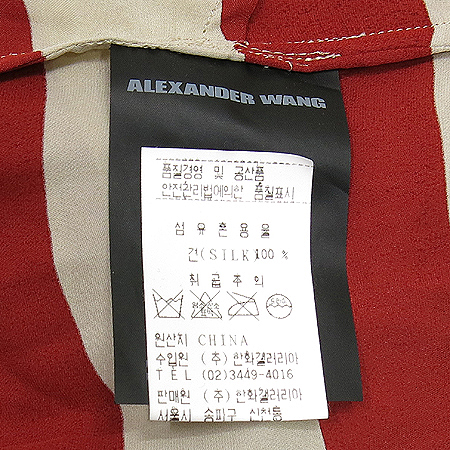 ALEXANDER WANG
품질경영 및 공산품
안전관리법에의한 품질표시
섬 유 혼 용 율
견(SILK)100 %
취 급 주 의
원산지 CHINA
수입원 (주)한화갤러리아
TEL (02)3449-4016
판매원 (주)한화갤러리아
서울시 송파구 신천동